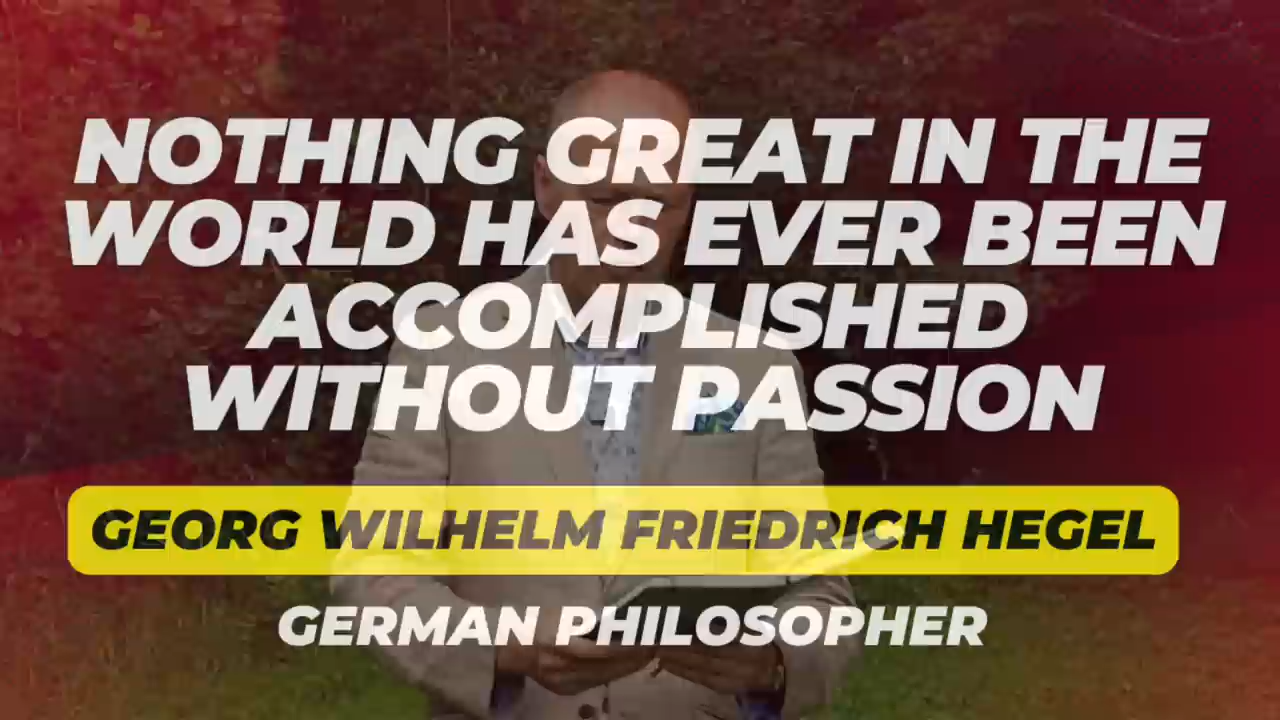 NOTHING GREAT IN THE
WORLD HAS EVER BEEN
ACCOMPLISHED
WITHOUT PASSION
GEORG WILHELM FRIEDRICH HEGEL
GERMAN PHILOSOPHER